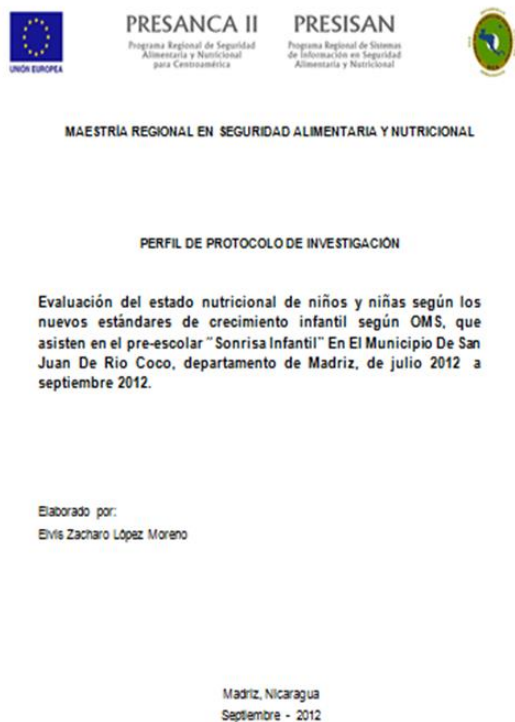 PRESANCA II
Programa Regional de Seguridad
Alimentaria y Nutricional
para Centroamérica
PRESISAN
Programa Regional de Sistemas
de Información en Seguridad
Alimentaria y Nutricional
UNIÓN EUROPEA
MAESTRÍA REGIONAL EN SEGURIDAD ALIMENTARIA Y NUTRICIONAL
PERFIL DE PROTOCOLO DE INVESTIGACIÓN
Evaluación del estado nutricional de niños y niñas según los
nuevos estándares de crecimiento infantil según OMS, que
asisten en el pre-escolar ¨Sonrisa Infantil¨ En El Municipio De San
Juan De Rio Coco, departamento de Madriz, de julio 2012 a
septiembre 2012.
Elaborado por:
Elvis Zacharo López Moreno
Madriz, Nicaragua
Septiembre - 2012